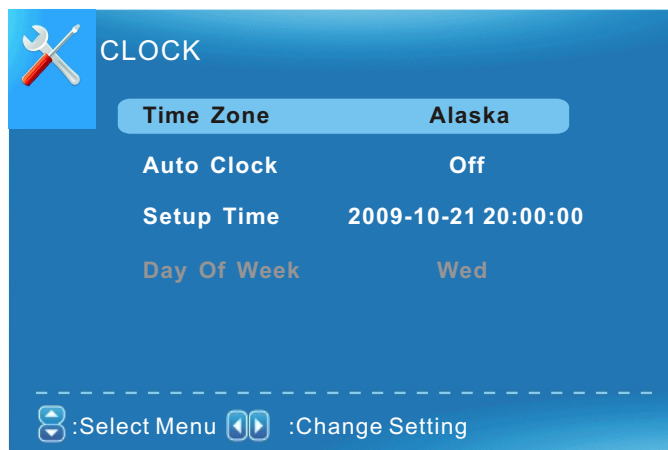 CLOCK
Time Zone Alaska
Auto Clock Off
Setup Time 2009-10-21 20:00:00
Day Of Week Wed
:Select Menu :Change Setting